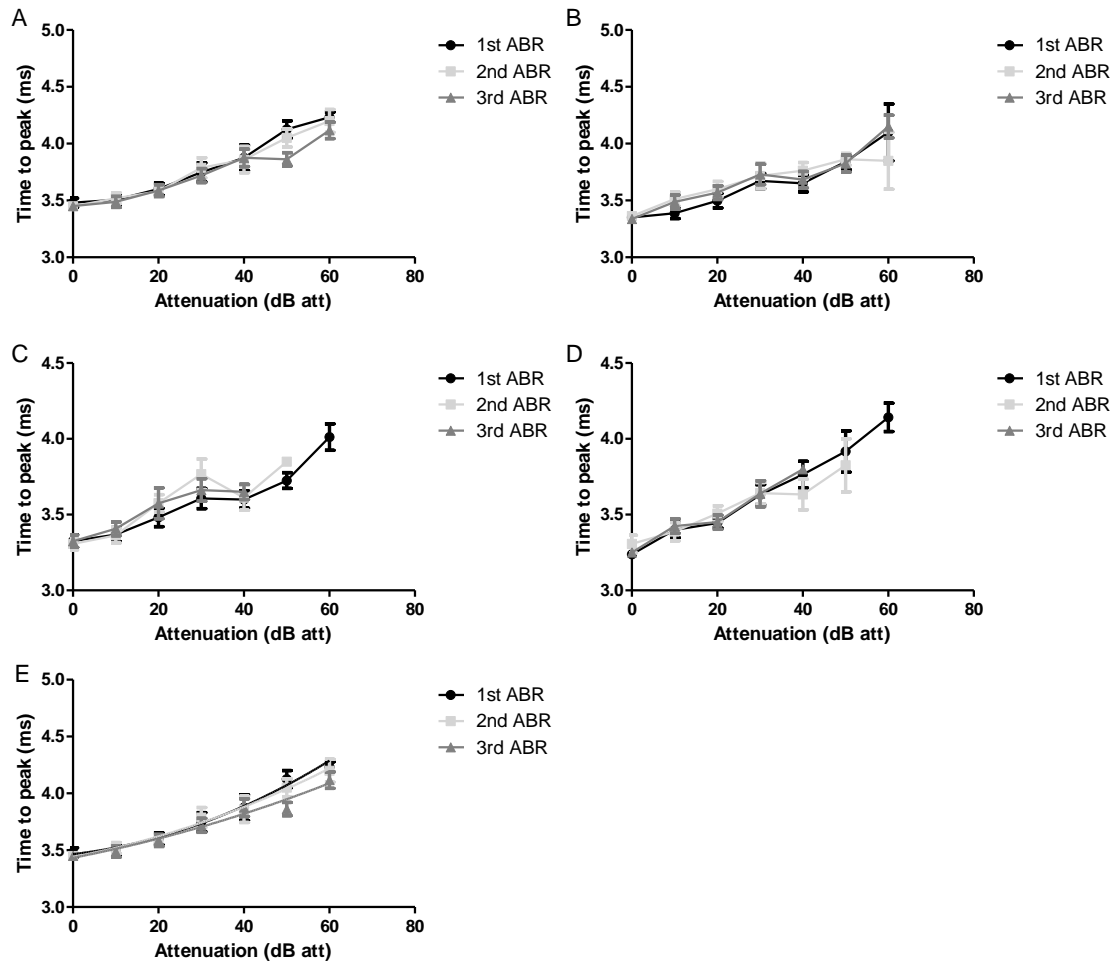 A
5.0
4.5
4.0
3.5
3.0
Time to peak (ms)
0 20 40 60 80
Attenuation (dB att)
1st ABR
2nd ABR
3rd ABR
B
5.0
4.5
4.0
3.5
3.0
Time to peak (ms)
0 20 40 60 80
Attenuation (dB att)
1st ABR
2nd ABR
3rd ABR
C
4.5
4.0
3.5
3.0
Time to peak (ms)
0 20 40 60 80
Attenuation (dB att)
1st ABR
2nd ABR
3rd ABR
D
4.5
4.0
3.5
3.0
Time to peak (ms)
0 20 40 60 80
Attenuation (dB att)
1st ABR
2nd ABR
3rd ABR
E
5.0
4.5
4.0
3.5
3.0
Time to peak (ms)
0 20 40 60 80
Attenuation (dB att)
1st ABR
2nd ABR
3rd ABR